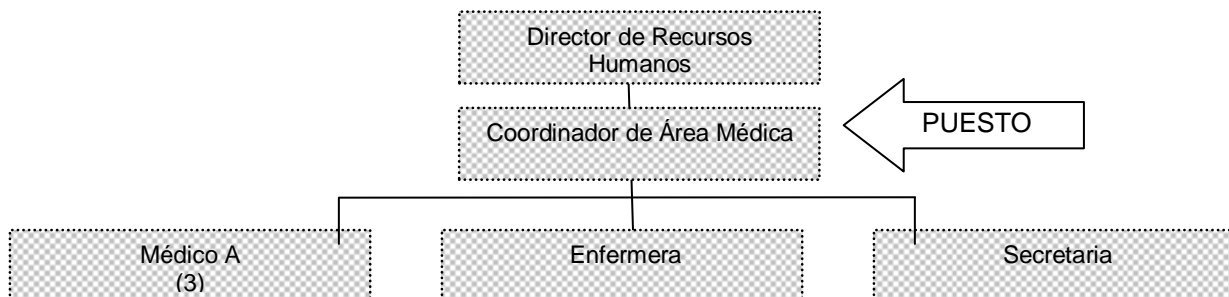 Director de Recursos
Humanos
Coordinador de Área Médica
PUESTO
Médico A
(3)
Enfermera
Secretaria